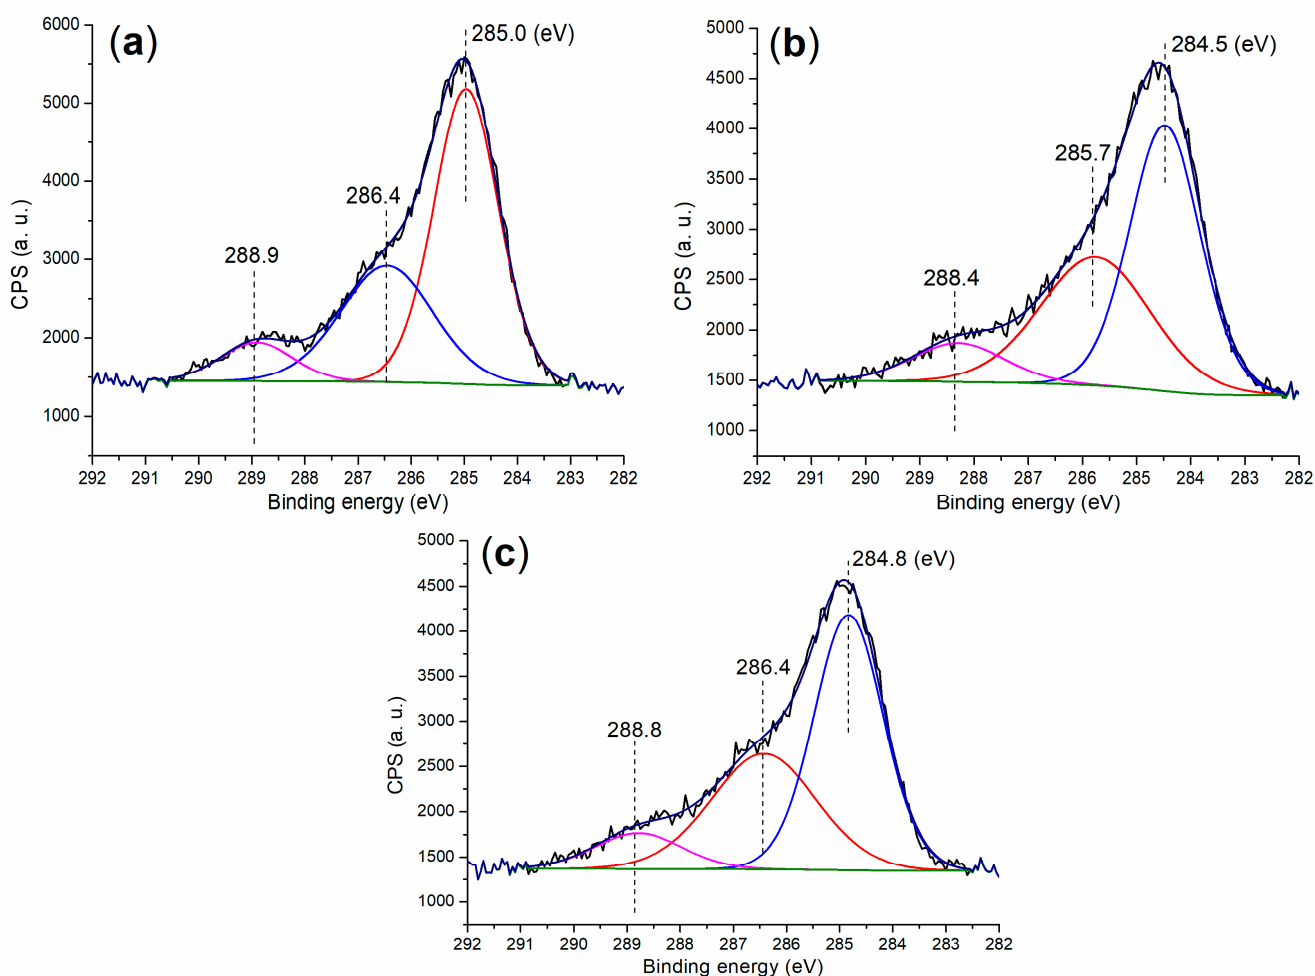 (a)
285.0 (eV)
286.4
288.9
6000
5000
4000
3000
2000
1000
CPS (a. u.)
292 291 290 289 288 287 286 285 284 283 282
Binding energy (eV)
(b)
284.5 (eV)
285.7
288.4
5000
4500
4000
3500
3000
2500
2000
1500
1000
CPS (a. u.)
292 291 290 289 288 287 286 285 284 283 282
Binding energy (eV)
(c)
284.8 (eV)
286.4
288.8
5000
4500
4000
3500
3000
2500
2000
1500
1000
CPS (a. u.)
292 291 290 289 288 287 286 285 284 283 282
Binding energy (eV)